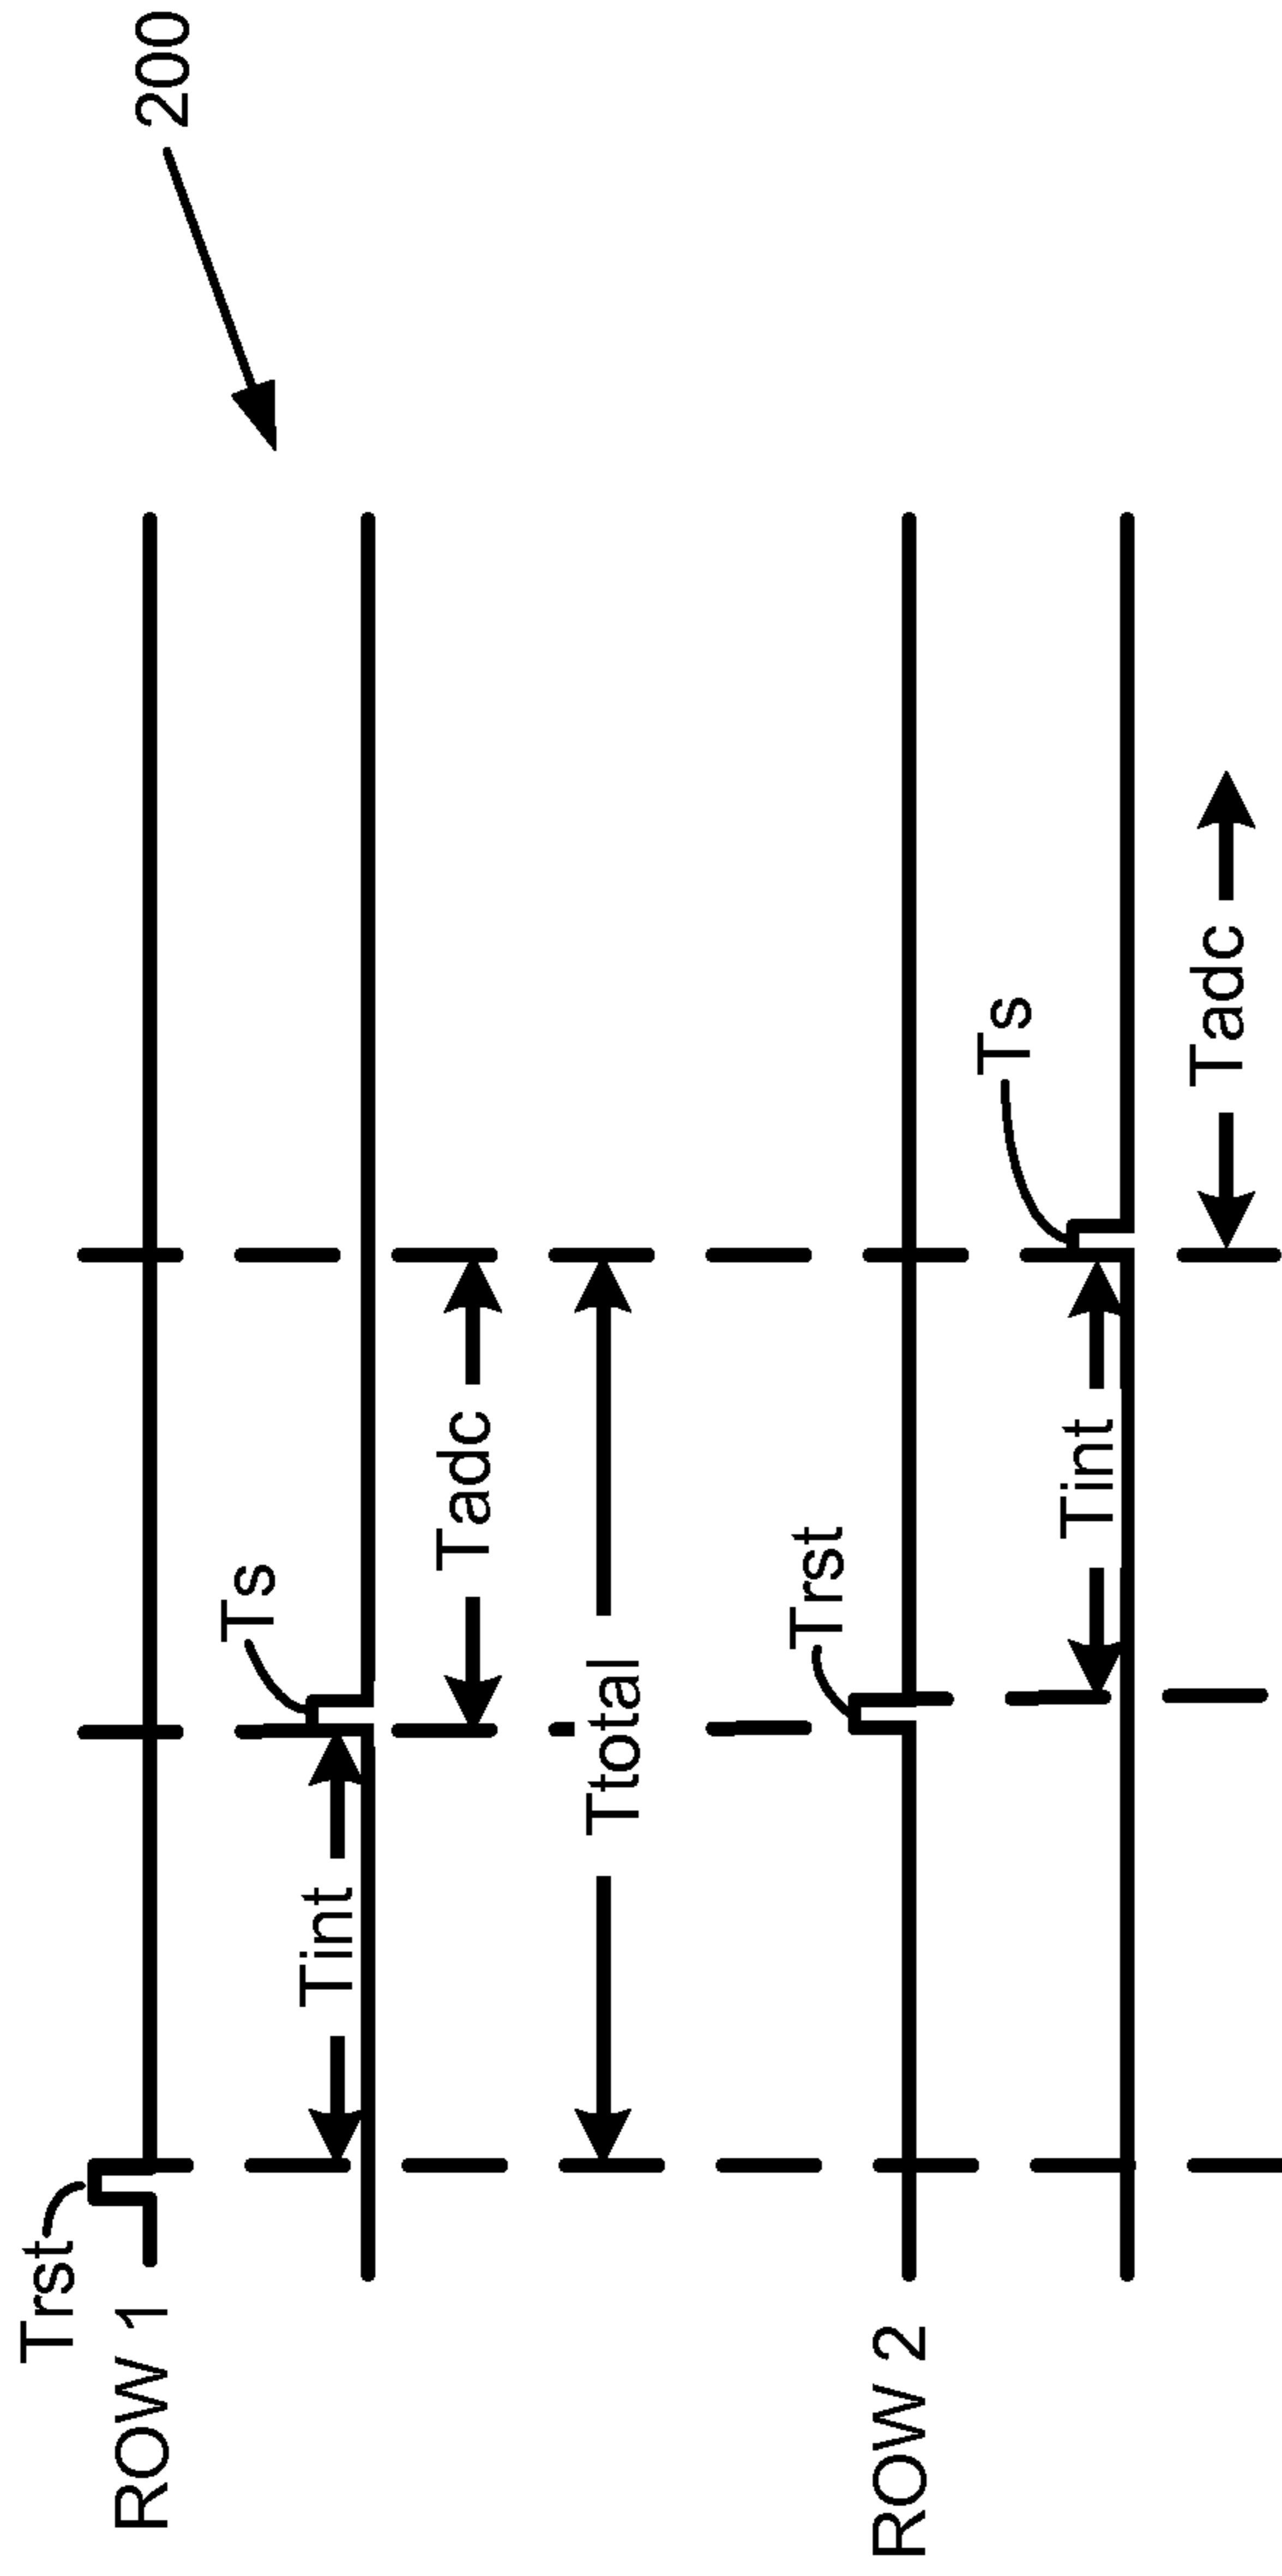 200
Trst
ROW 1
Ts
Tint
Tadc
Ttotal
Trst
ROW 2
Ts
Tint
Tadc